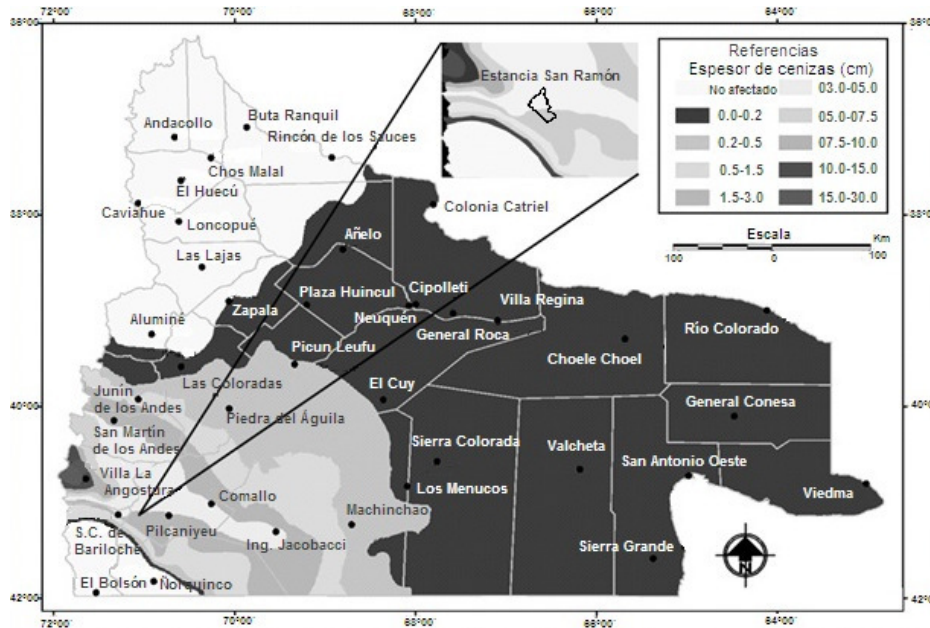 72°00'
70°00'
68°00'
66°00'
64°00'
36°00'
36°00'
Referencias
Espesor de cenizas (cm)
No afectado
0.0-0.2
0.2-0.5
0.5-1.5
1.5-3.0
03.0-05.0
05.0-07.5
07.5-10.0
10.0-15.0
15.0-30.0
Estancia San Ramón
Andacollo
Buta Ranquil
Rincón de los Sauces
Chos Malal
El Huecú
Caviahue
Loncopué
38°00'
38°00'
Colonia Catriel
Añelo
Las Lajas
Escala
Km
100
0
100
Plaza Huincul
Cipolleti
Zapala
Neuquén
Villa Regina
General Roca
Río Colorado
Aluminé
Picun Leufu
Choele Choel
Las Coloradas
El Cuy
Junín
de los Andes
Piedra del Águila
40°00'
40°00'
General Conesa
San Martín
de los Andes
Sierra Colorada
Valcheta
San Antonio Oeste
Villa La
Angostura
Los Menucos
Viedma
Comallo
Machinchao
S.C. de
Bariloche
Pilcaniyeu
Ing. Jacobacci
Sierra Grande
N
El Bolsón
Ñorquinco
42°00'
42°00'
72°00'
70°00'
68°00'
66°00'
64°00'